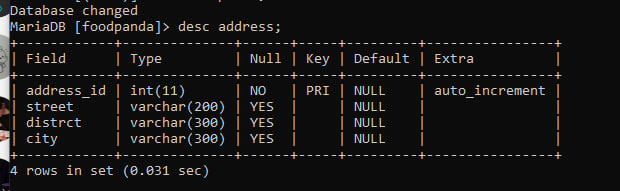 Database changed
MariaDB [foodpanda]> desc address;
+------------+--------------+------+-----+---------+----------------+
| Field      | Type         | Null | Key | Default | Extra          |
+------------+--------------+------+-----+---------+----------------+
| address_id | int(11)      | NO   | PRI | NULL    | auto_increment |
| street     | varchar(200) | YES  |     | NULL    |                |
| distrct    | varchar(300) | YES  |     | NULL    |                |
| city       | varchar(300) | YES  |     | NULL    |                |
+------------+--------------+------+-----+---------+----------------+
4 rows in set (0.031 sec)